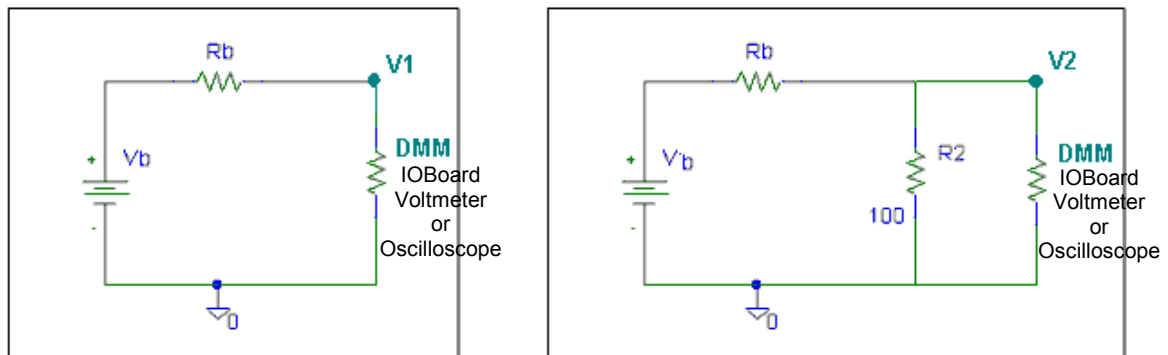 Rb
V1
+
Vb
-
DMM
IOBoard
Voltmeter
or
Oscilloscope
0
Rb
V2
+
Vb
-
R2
100
DMM
IOBoard
Voltmeter
or
Oscilloscope
0